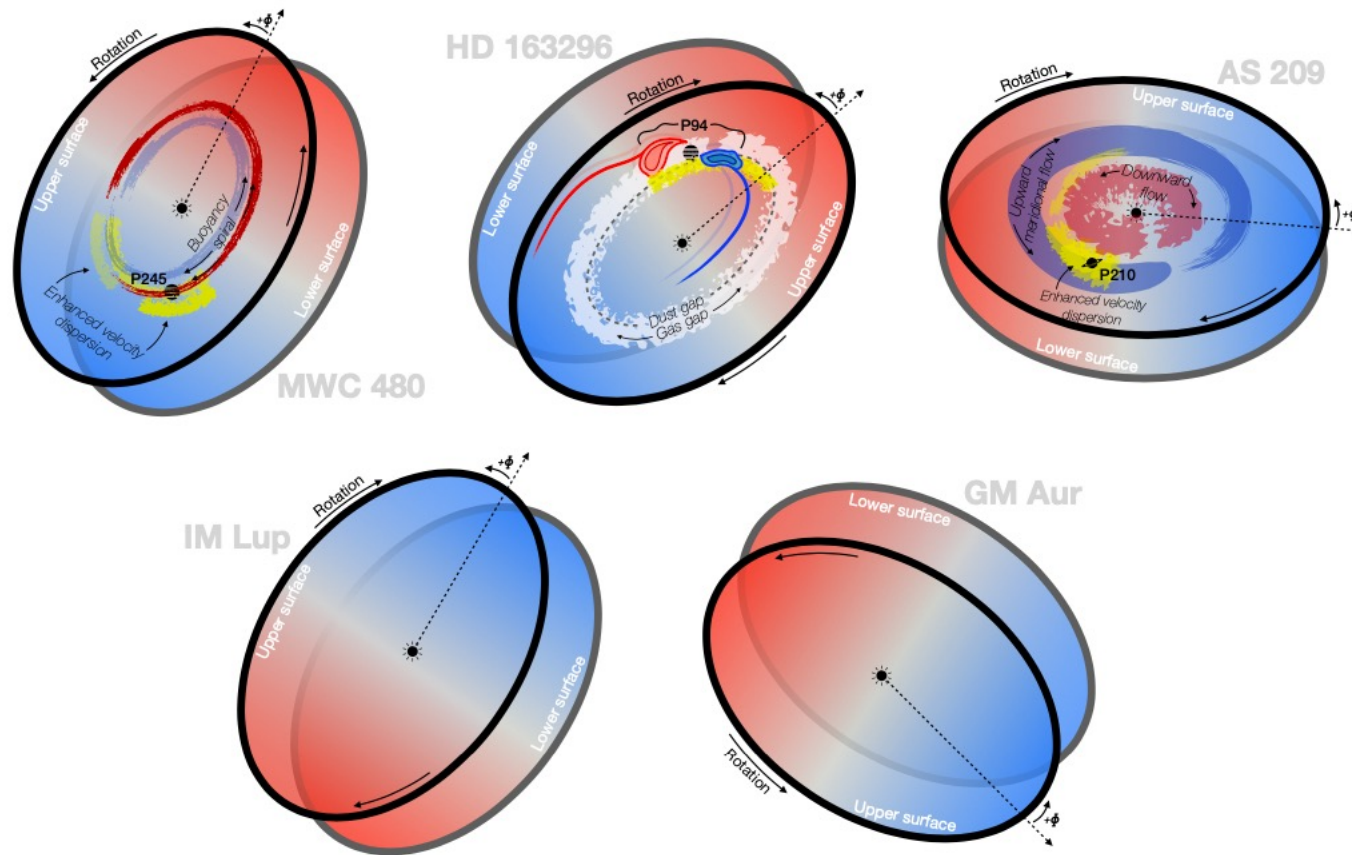 +Φ
Rotation
Upper surface
P245
Buoyancy
spiral
Enhanced velocity
dispersion
Lower surface
MWC 480
HD 163296
Rotation
+Φ
P94
Lower surface
Dust gap
Gas gap
Upper surface
AS 209
Rotation
Upper surface
Upward
meridional flow
Downward
flow
+Φ
P210
Enhanced velocity
dispersion
Lower surface
IM Lup
Rotation
+Φ
Upper surface
Lower surface
GM Aur
Lower surface
Rotation
Upper surface
+Φ